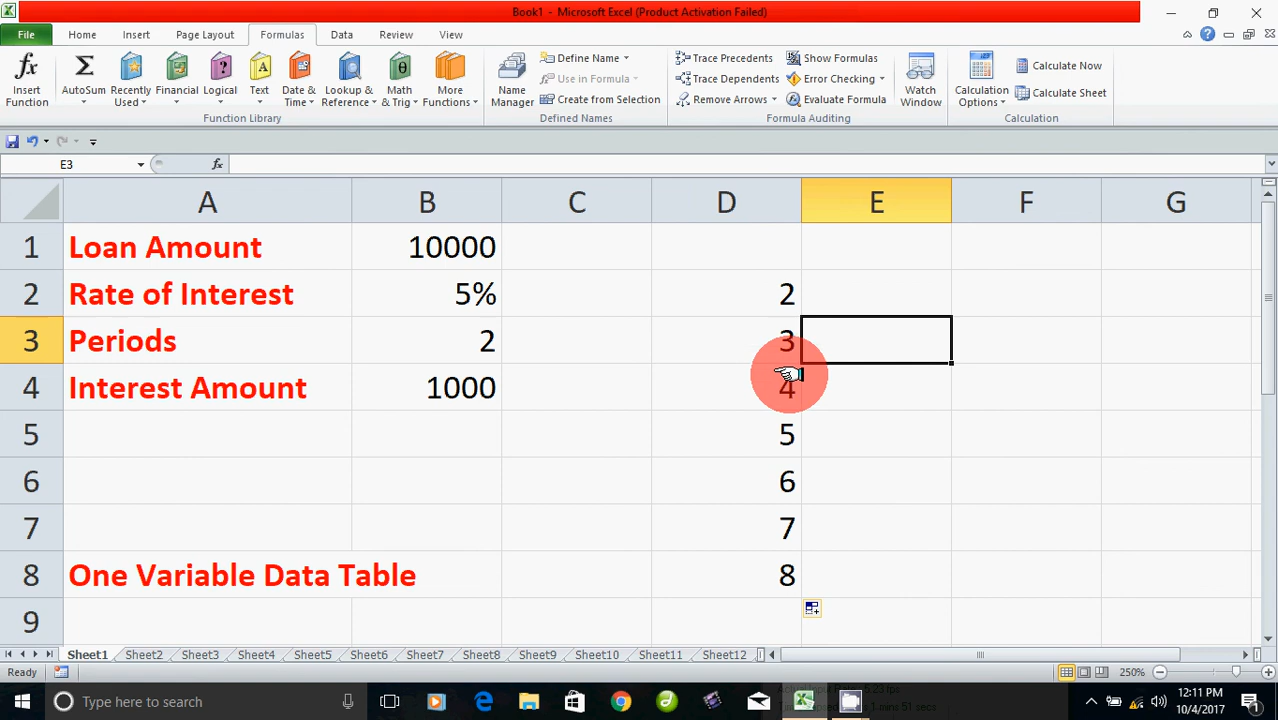 Book1 - Microsoft Excel (Product Activation Failed)
File Home Insert Page Layout Formulas Data Review View
Insert Function
AutoSum
Recently Used
Financial
Logical
Text
Date & Time
Lookup & Reference
Math & Trig
More Functions
Function Library
Name Manager
Define Name
Use in Formula
Create from Selection
Defined Names
Trace Precedents
Trace Dependents
Remove Arrows
Show Formulas
Error Checking
Evaluate Formula
Formula Auditing
Watch Window
Calculation Options
Calculate Now
Calculate Sheet
Calculation
E3 fx
A B C D E F G
1 Loan Amount 10000
2 Rate of Interest 5% 2
3 Periods 2 3
4 Interest Amount 1000 4
5 5
6 6
7 7
8 One Variable Data Table 8
9
Sheet1 Sheet2 Sheet3 Sheet4 Sheet5 Sheet6 Sheet7 Sheet8 Sheet9 Sheet10 Sheet11 Sheet12
Ready 250%
Type here to search
12:11 PM
10/4/2017